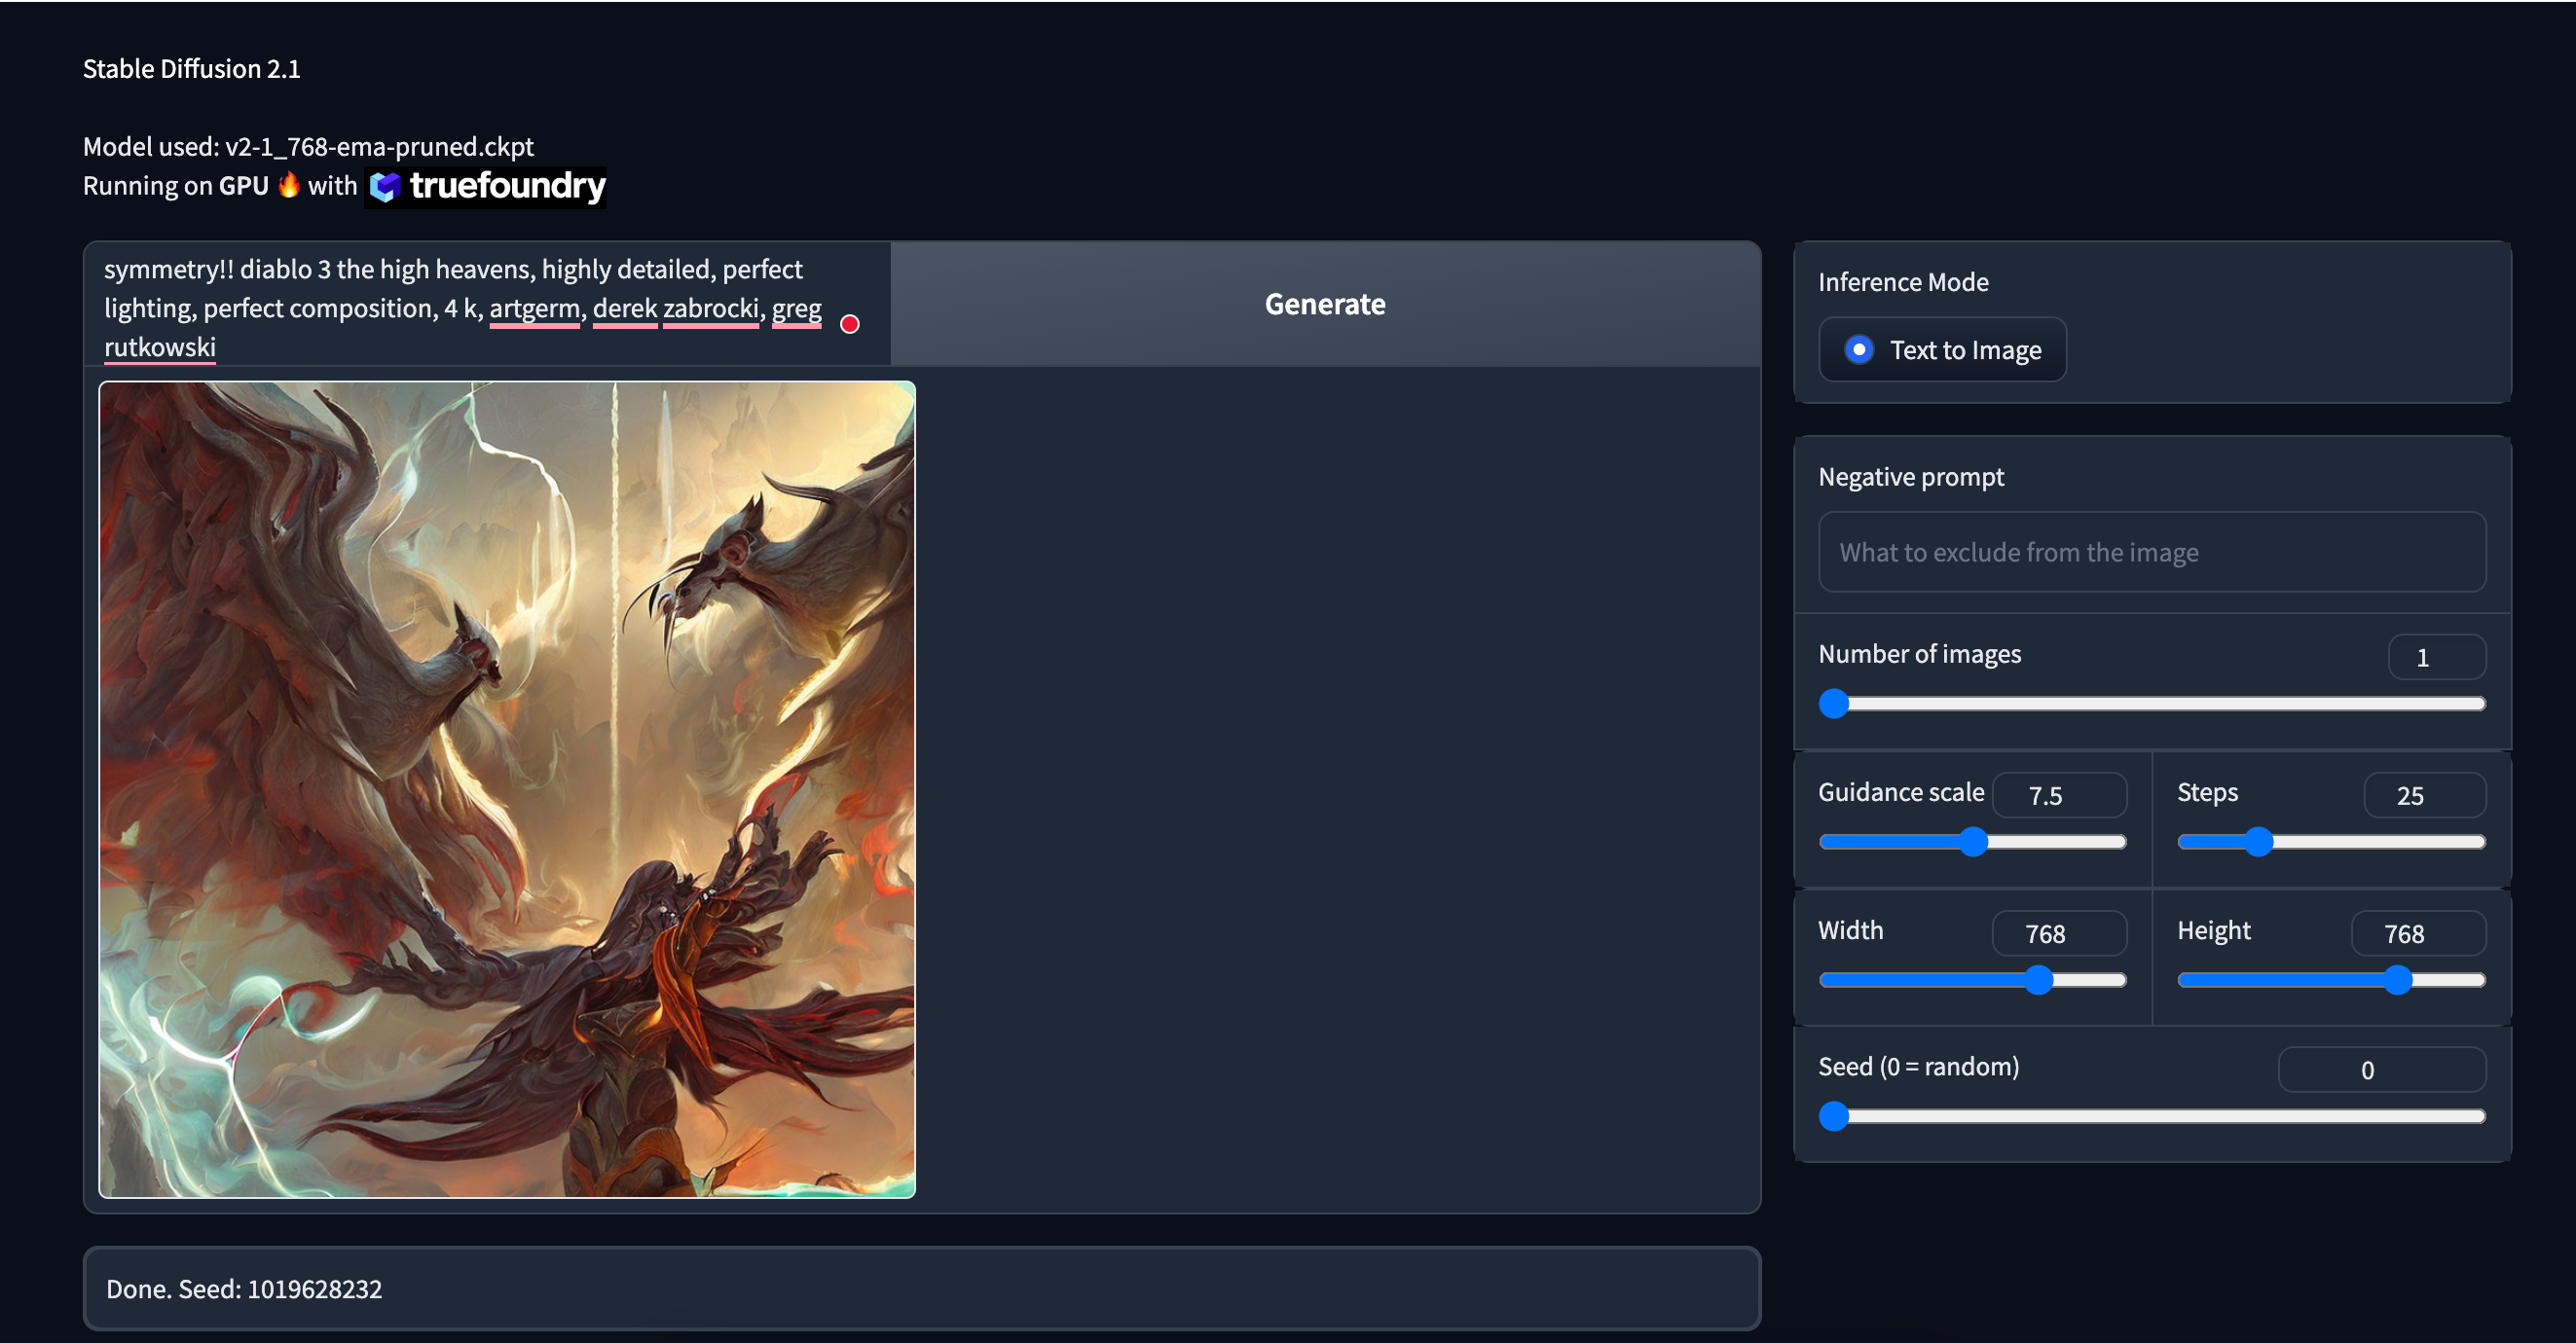 Stable Diffusion 2.1
Model used: v2-1_768-ema-pruned.ckpt
Running on GPU 🔥 with truefoundry
symmetry!! diablo 3 the high heavens, highly detailed, perfect
lighting, perfect composition, 4 k, artgerm, derek zabrocki, greg
rutkowski
Generate
Done. Seed: 1019628232
Inference Mode
Text to Image
Negative prompt
What to exclude from the image
Number of images 1
Guidance scale 7.5 Steps 25
Width 768 Height 768
Seed (0 = random) 0